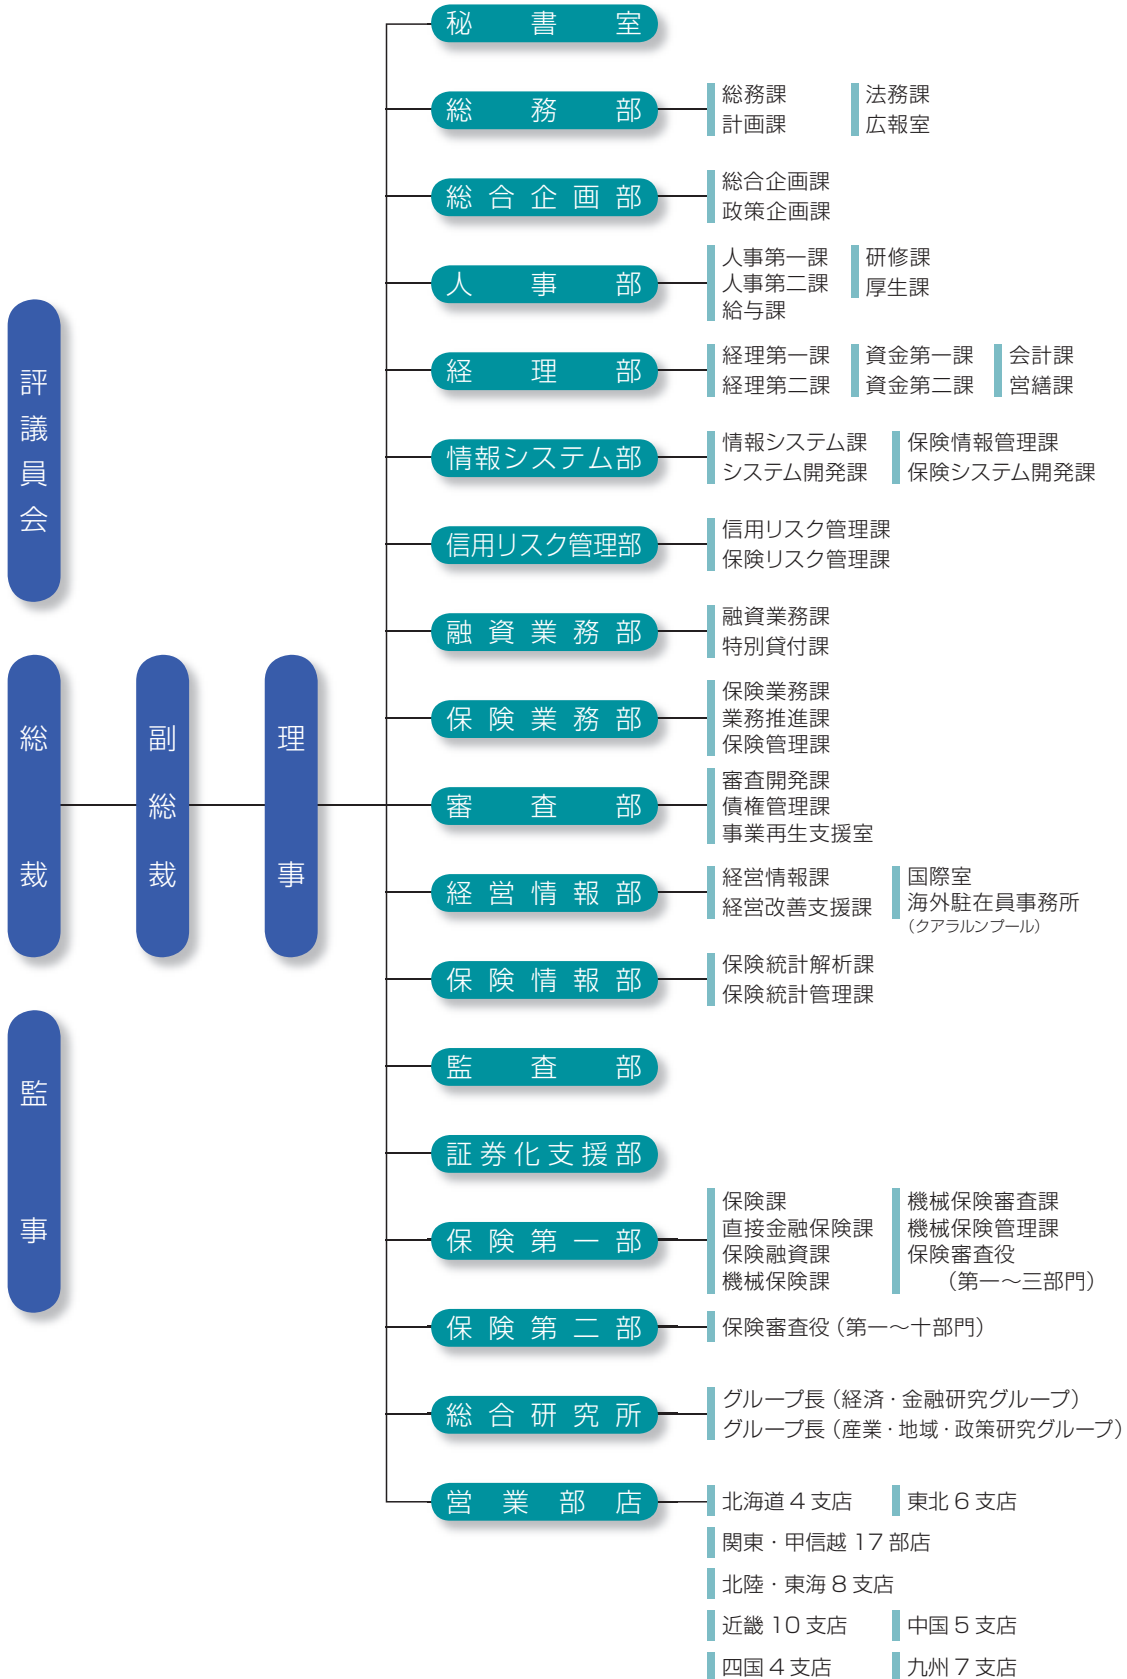 評議員会
総裁
副総裁
理事
監事
秘書室
総務部
総務課
計画課
法務課
広報室
総合企画部
総合企画課
政策企画課
人事部
人事第一課
人事第二課
給与課
研修課
厚生課
経理部
経理第一課
経理第二課
資金第一課
資金第二課
会計課
営繕課
情報システム部
情報システム課
システム開発課
保険情報管理課
保険システム開発課
信用リスク管理部
信用リスク管理課
保険リスク管理課
融資業務部
融資業務課
特別貸付課
保険業務部
保険業務課
業務推進課
保険管理課
審査部
審査開発課
債権管理課
事業再生支援室
経営情報部
経営情報課
経営改善支援課
国際室
海外駐在員事務所
（クアラルンプール）
保険情報部
保険統計解析課
保険統計管理課
監査部
証券化支援部
保険第一部
保険課
直接金融保険課
保険融資課
機械保険課
機械保険審査課
機械保険管理課
保険審査役
（第一〜三部門）
保険第二部
保険審査役（第一〜十部門）
総合研究所
グループ長（経済・金融研究グループ）
グループ長（産業・地域・政策研究グループ）
営業部店
北海道 4 支店
東北 6 支店
関東・甲信越 17 部店
北陸・東海 8 支店
近畿 10 支店
中国 5 支店
四国 4 支店
九州 7 支店